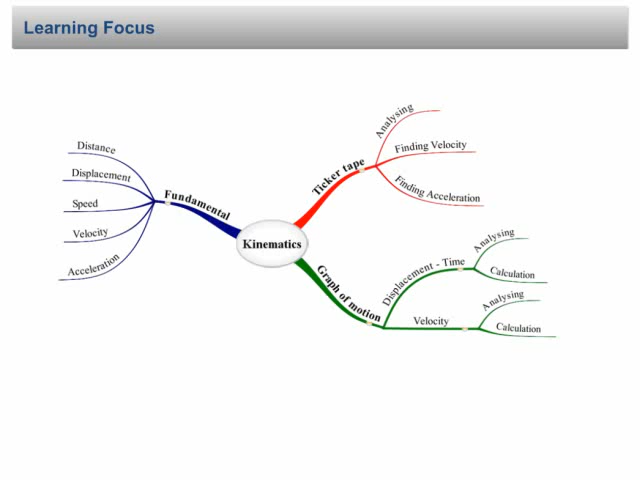 Learning Focus
Kinematics
Fundamental
Distance
Displacement
Speed
Velocity
Acceleration
Ticker tape
Analysing
Finding Velocity
Finding Acceleration
Graph of motion
Displacement - Time
Analysing
Calculation
Velocity
Analysing
Calculation